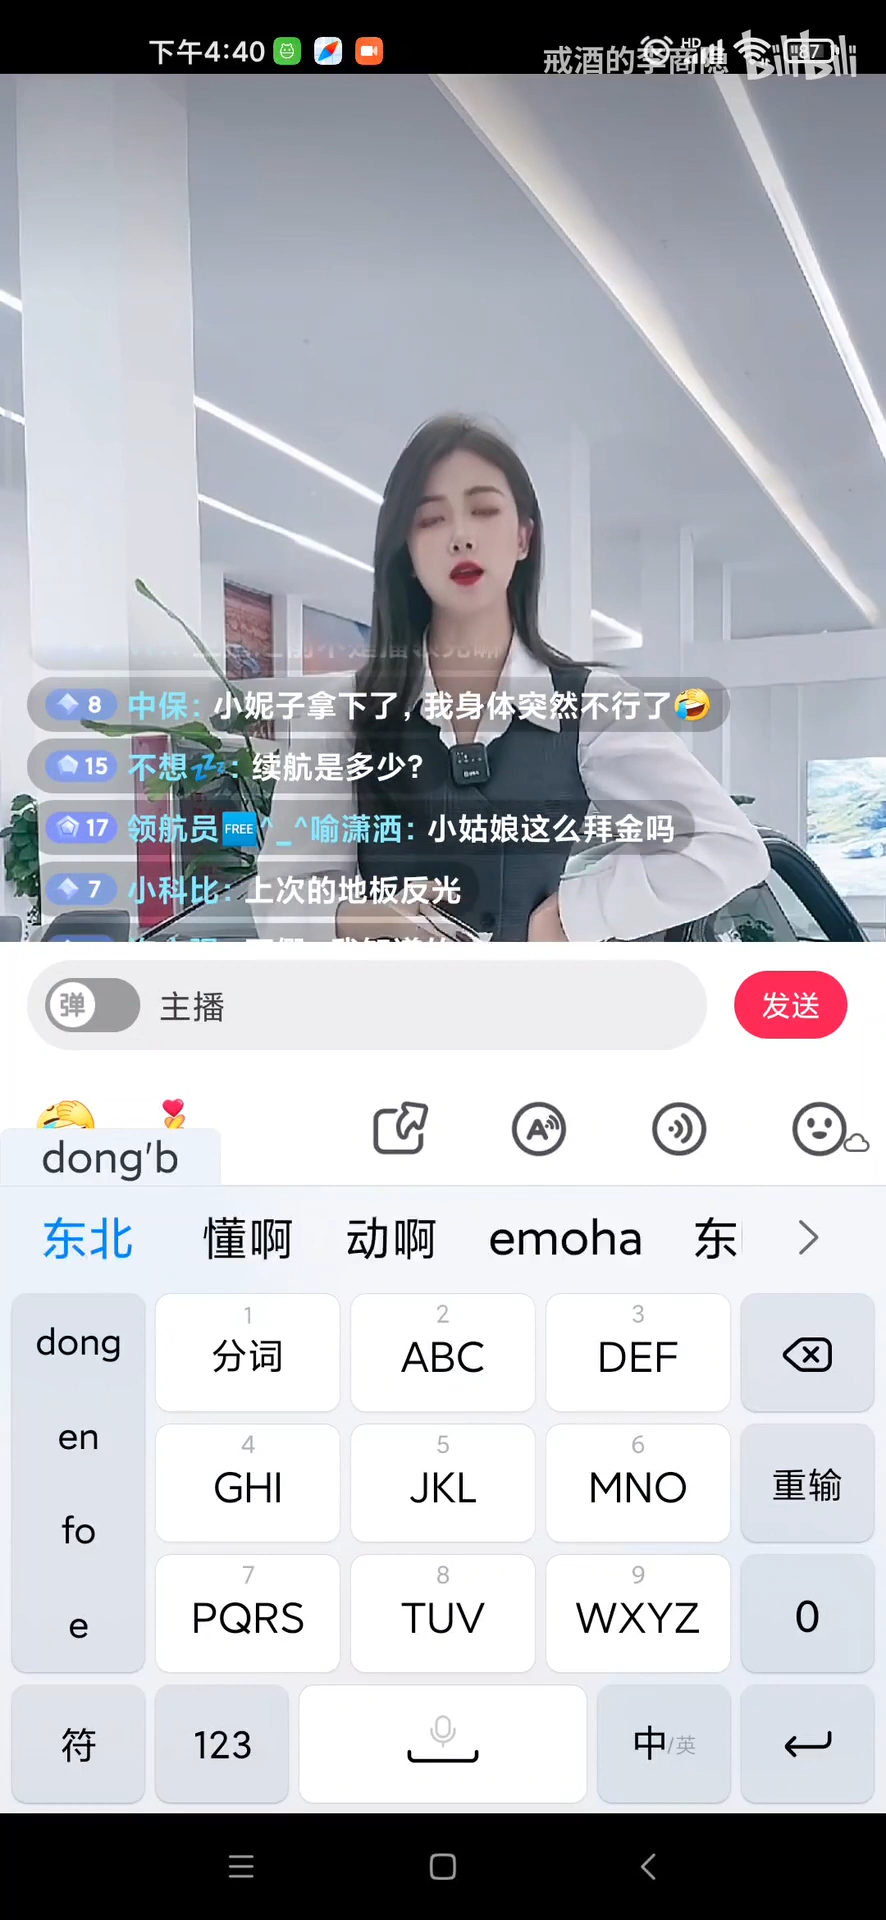 下午4:40
HD
87
戒酒的李商隐
bilibili
8 中保：小妮子拿下了，我身体突然不行了🤣
15 不想💤：续航是多少？
17 领航员🆓^_^喻潇洒：小姑娘这么拜金吗
7 小科比：上次的地板反光
弹 主播
发送
dong'b
东北 懂啊 动啊 emoha 东
dong
en
fo
e
1 分词
2 ABC
3 DEF
4 GHI
5 JKL
6 MNO
重输
7 PQRS
8 TUV
9 WXYZ
0
符
123
中/英